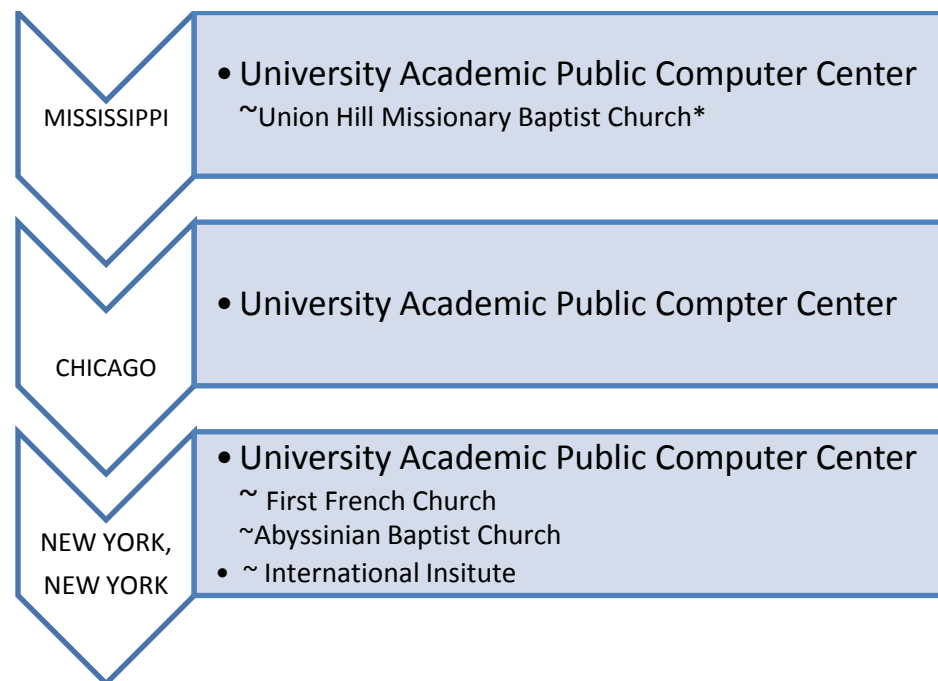 MISSISSIPPI
• University Academic Public Computer Center
~Union Hill Missionary Baptist Church*
CHICAGO
• University Academic Public Compter Center
NEW YORK,
NEW YORK
• University Academic Public Computer Center
~ First French Church
~Abyssinian Baptist Church
• ~ International Insitute